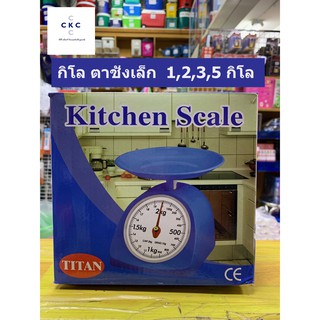 CKC
กิโล ตาชั่งเล็ก 1,2,3,5 กิโล
Kitchen Scale
2kg
1.5kg
500
1kg
TITAN
CE